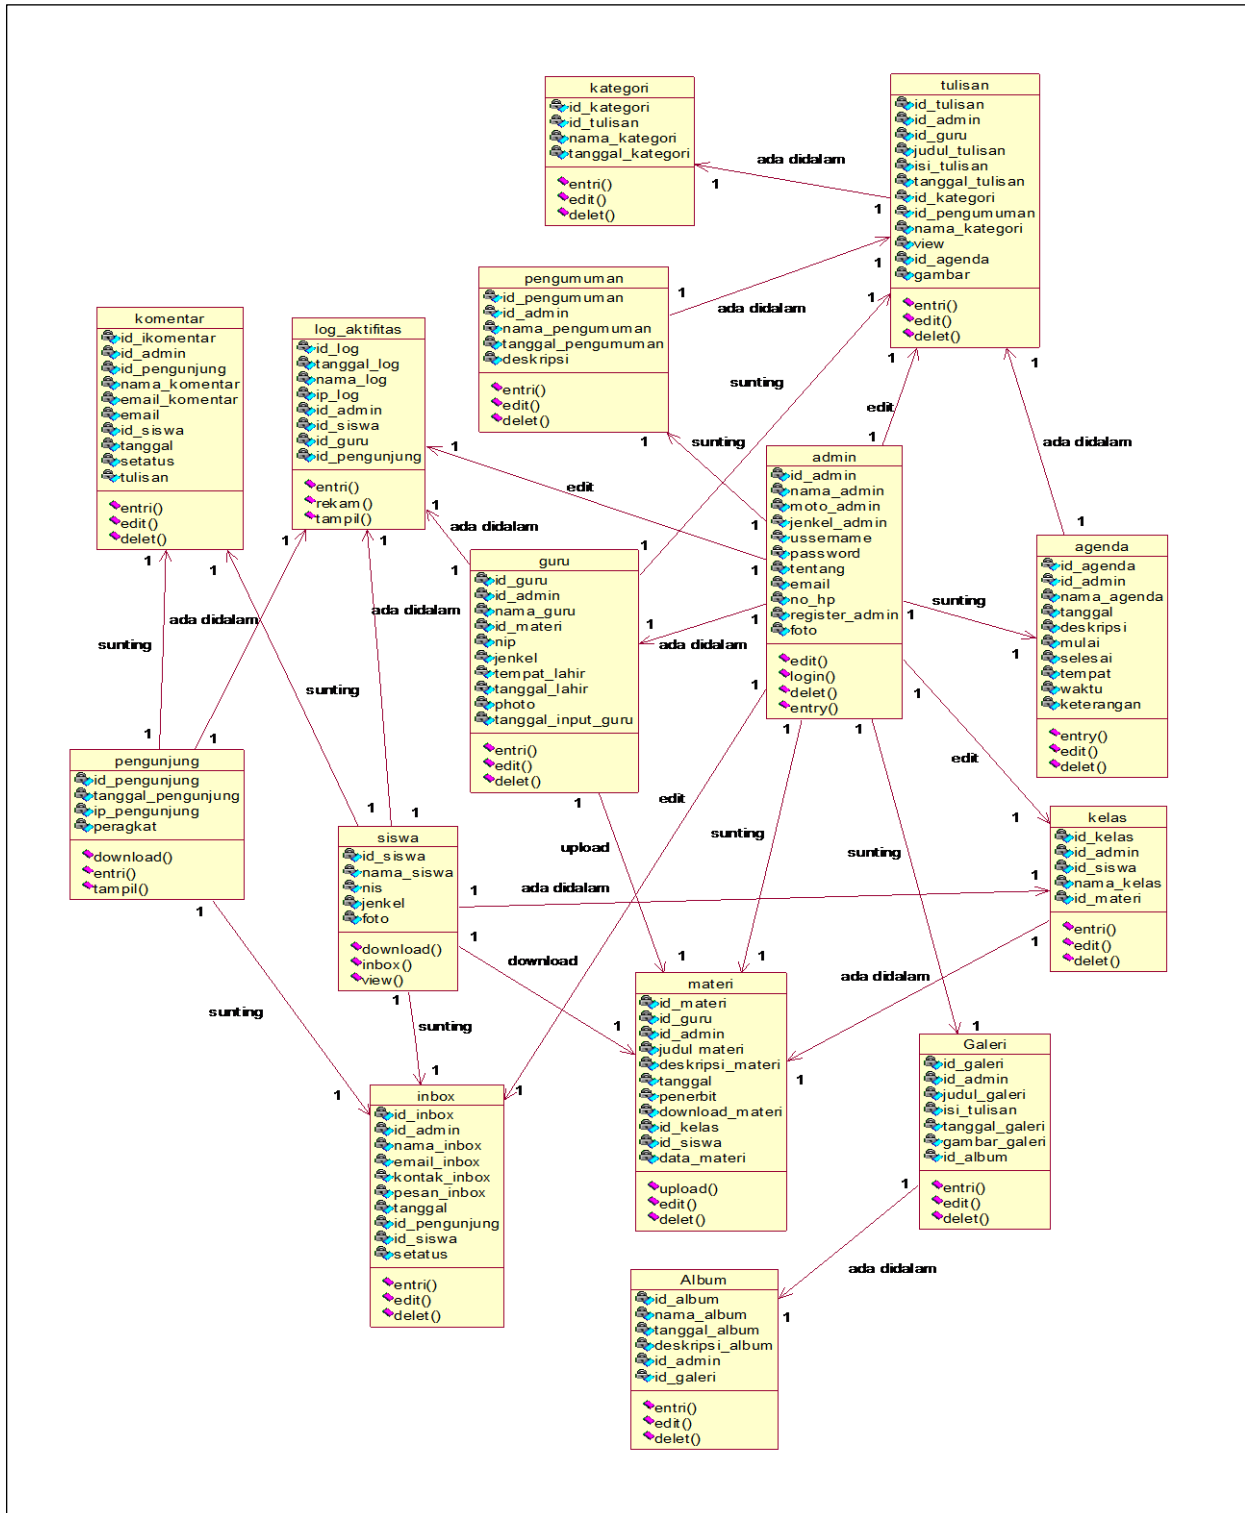 kategori
id_kategori
id_tulisan
nama_kategori
tanggal_kategori
entri()
edit()
delet()
tulisan
id_tulisan
id_admin
id_guru
judul_tulisan
isi_tulisan
tanggal_tulisan
id_kategori
id_pengumuman
nama_kategori
view
id_agenda
gambar
entri()
edit()
delet()
ada didalam
1
1
pengumuman
id_pengumuman
id_admin
nama_pengumuman
tanggal_pengumuman
deskripsi
entri()
edit()
delet()
1
1
ada didalam
1
komentar
id_ikomentar
id_admin
id_pengunjung
nama_komentar
email_komentar
email
id_siswa
tanggal
setatus
tulisan
entri()
edit()
delet()
log_aktifitas
id_log
tanggal_log
nama_log
ip_log
id_admin
id_siswa
id_guru
id_pengunjung
entri()
rekam()
tampil()
sunting
1
1
edit
ada didalam
1
1
1
sunting
1
edit
admin
id_admin
nama_admin
moto_admin
jenkel_admin
ussername
password
tentang
email
no_hp
register_admin
foto
edit()
login()
delet()
entry()
1
ada didalam
1
1
1
1
1
guru
id_guru
id_admin
nama_guru
id_materi
nip
jenkel
tempat_lahir
tanggal_lahir
photo
tanggal_input_guru
entri()
edit()
delet()
1
agenda
id_agenda
id_admin
nama_agenda
tanggal
deskripsi
mulai
selesai
tempat
waktu
keterangan
entry()
edit()
delet()
1
1
1
1
ada didalam
ada didalam
sunting
sunting
1
1
ada didalam
1
sunting
1
1
1
1
1
1
1
1
edit
pengunjung
id_pengunjung
tanggal_pengunjung
ip_pengunjung
peragkat
download()
entri()
tampil()
siswa
id_siswa
nama_siswa
nis
jenkel
foto
download()
inbox()
view()
1
1
1
upload
edit
sunting
sunting
1
kelas
id_kelas
id_admin
id_siswa
nama_kelas
id_materi
entri()
edit()
delet()
1
ada didalam
1
1
1
1
download
1
1
ada didalam
1
sunting
1
sunting
1
1
1
1
1
1
materi
id_materi
id_guru
id_admin
judul materi
deskripsi_materi
tanggal
penerbit
download_materi
id_kelas
id_siswa
data_materi
upload()
edit()
delet()
1
Galeri
id_galeri
id_admin
judul_galeri
isi_tulisan
tanggal_galeri
gambar_galeri
id_album
entri()
edit()
delet()
inbox
id_inbox
id_admin
nama_inbox
email_inbox
kontak_inbox
pesan_inbox
tanggal
id_pengunjung
id_siswa
setatus
entri()
edit()
delet()
1
ada didalam
1
Album
id_album
nama_album
tanggal_album
deskripsi_album
id_admin
id_galeri
entri()
edit()
delet()